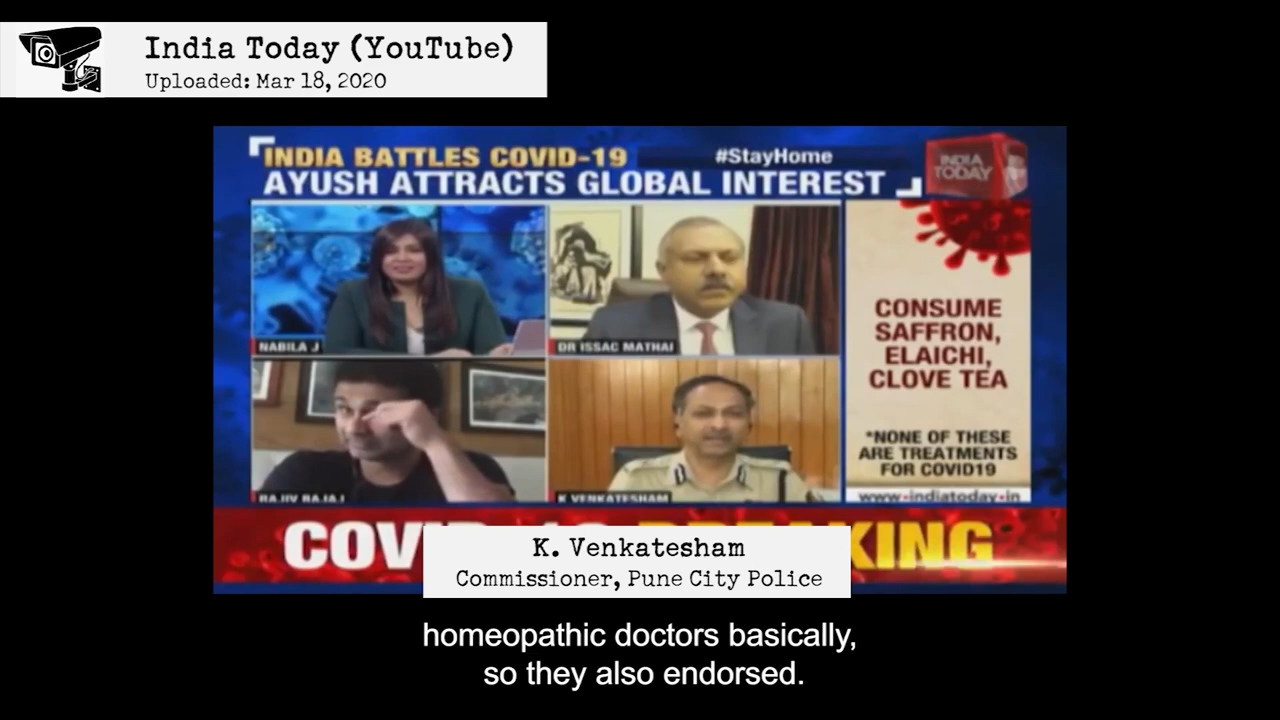 India Today (YouTube)
Uploaded: Mar 18, 2020
INDIA BATTLES COVID-19
#StayHome
AYUSH ATTRACTS GLOBAL INTEREST
INDIA
TODAY
NABILA J
DR ISSAC MATHAI
RAJIV BAJAJ
K VENKATESHAM
CONSUME
SAFFRON,
ELAICHI,
CLOVE TEA
*NONE OF THESE
ARE TREATMENTS
FOR COVID19
www•indiatoday•in
K. Venkatesham
Commissioner, Pune City Police
homeopathic doctors basically,
so they also endorsed.